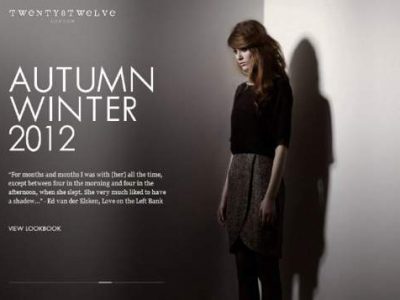 TWENTY8TWELVE
LONDON
AUTUMN
WINTER
2012
"For months and months I was with (her) all the time,
except between four in the morning and four in the
afternoon, when she slept. She very much liked to have
a shadow..." - Ed van der Elsken, Love on the Left Bank
VIEW LOOKBOOK